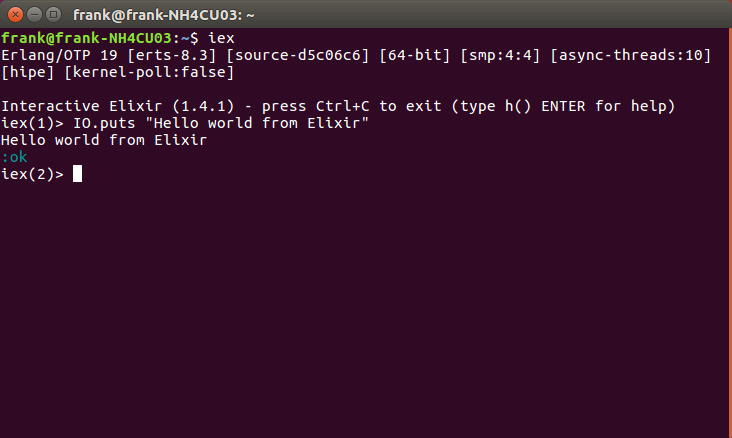 frank@frank-NH4CU03: ~
frank@frank-NH4CU03:~$ iex
Erlang/OTP 19 [erts-8.3] [source-d5c06c6] [64-bit] [smp:4:4] [async-threads:10]
[hipe] [kernel-poll:false]
Interactive Elixir (1.4.1) - press Ctrl+C to exit (type h() ENTER for help)
iex(1)> IO.puts "Hello world from Elixir"
Hello world from Elixir
:ok
iex(2)>